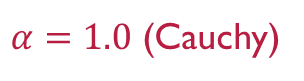 α = 1.0 (Cauchy)